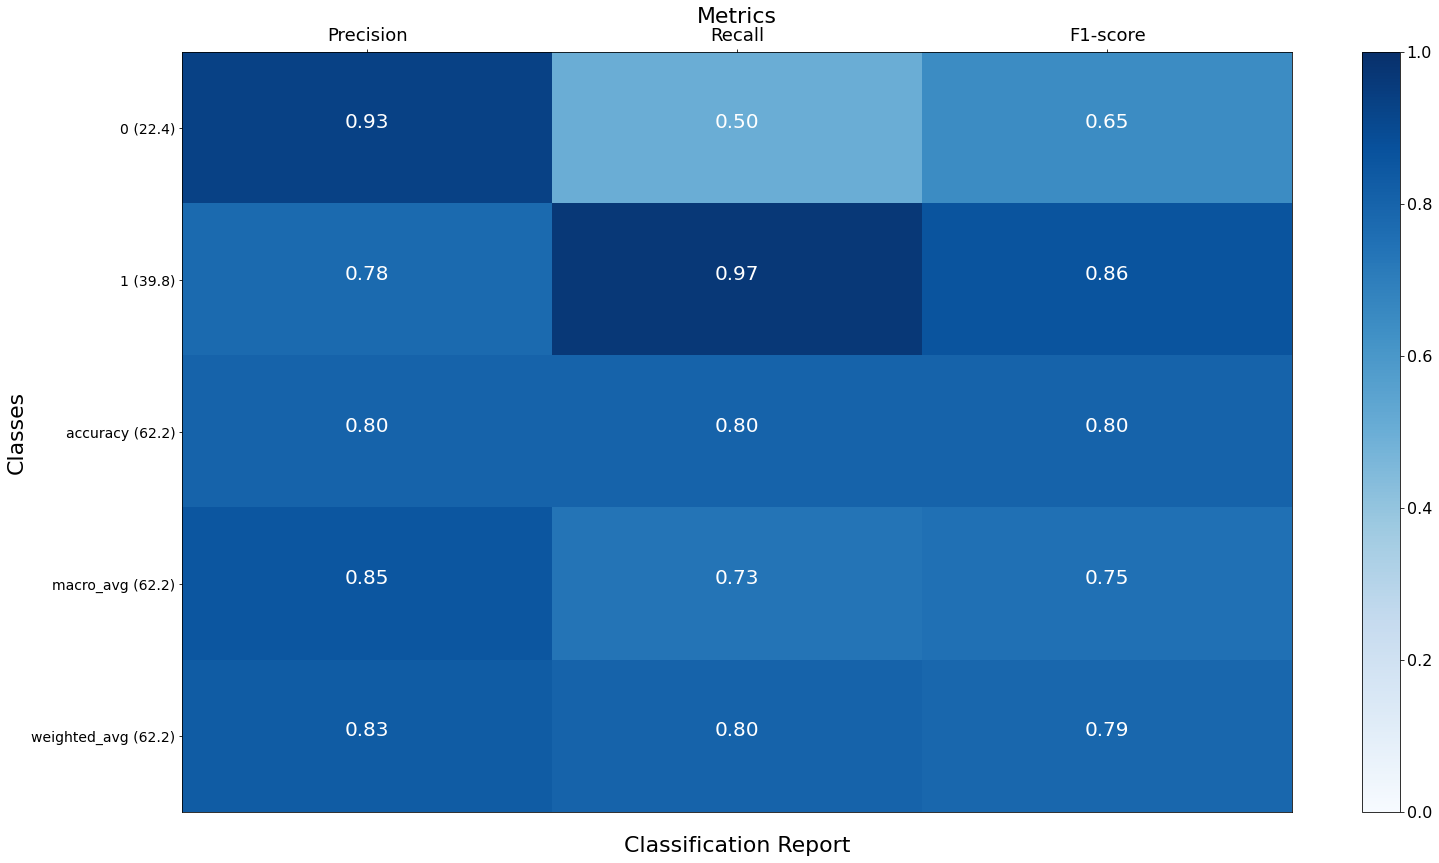 Metrics
Precision Recall F1-score
0 (22.4) 0.93 0.50 0.65
1 (39.8) 0.78 0.97 0.86
accuracy (62.2) 0.80 0.80 0.80
macro_avg (62.2) 0.85 0.73 0.75
weighted_avg (62.2) 0.83 0.80 0.79
Classes
1.0
0.8
0.6
0.4
0.2
0.0
Classification Report